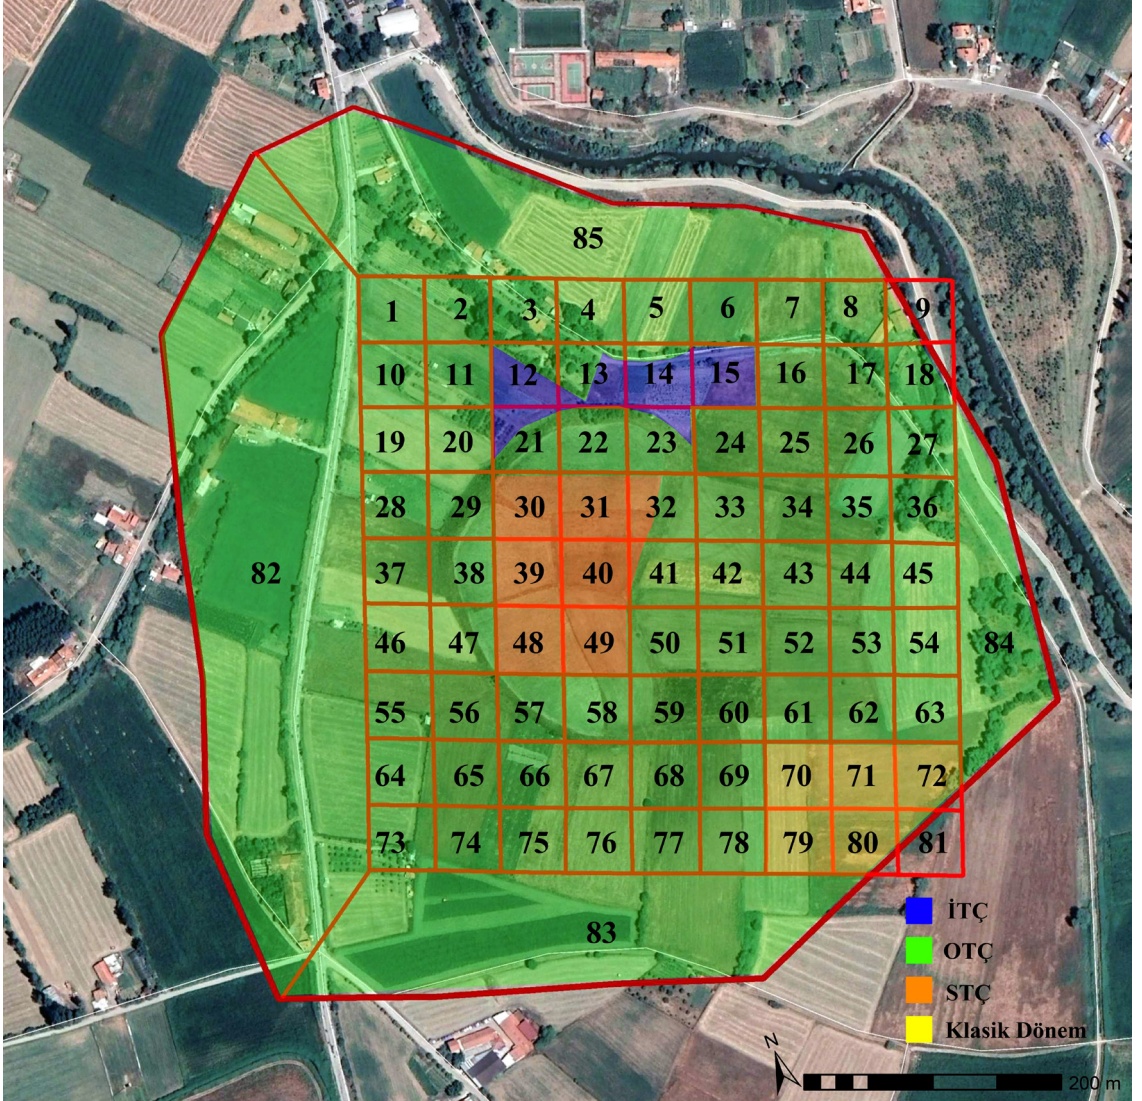 85
1 2 3 4 5 6 7 8 9
10 11 12 13 14 15 16 17 18
19 20 21 22 23 24 25 26 27
28 29 30 31 32 33 34 35 36
82 37 38 39 40 41 42 43 44 45
46 47 48 49 50 51 52 53 54 84
55 56 57 58 59 60 61 62 63
64 65 66 67 68 69 70 71 72
73 74 75 76 77 78 79 80 81
83
İTÇ
OTÇ
STÇ
Klasik Dönem
N
200 m